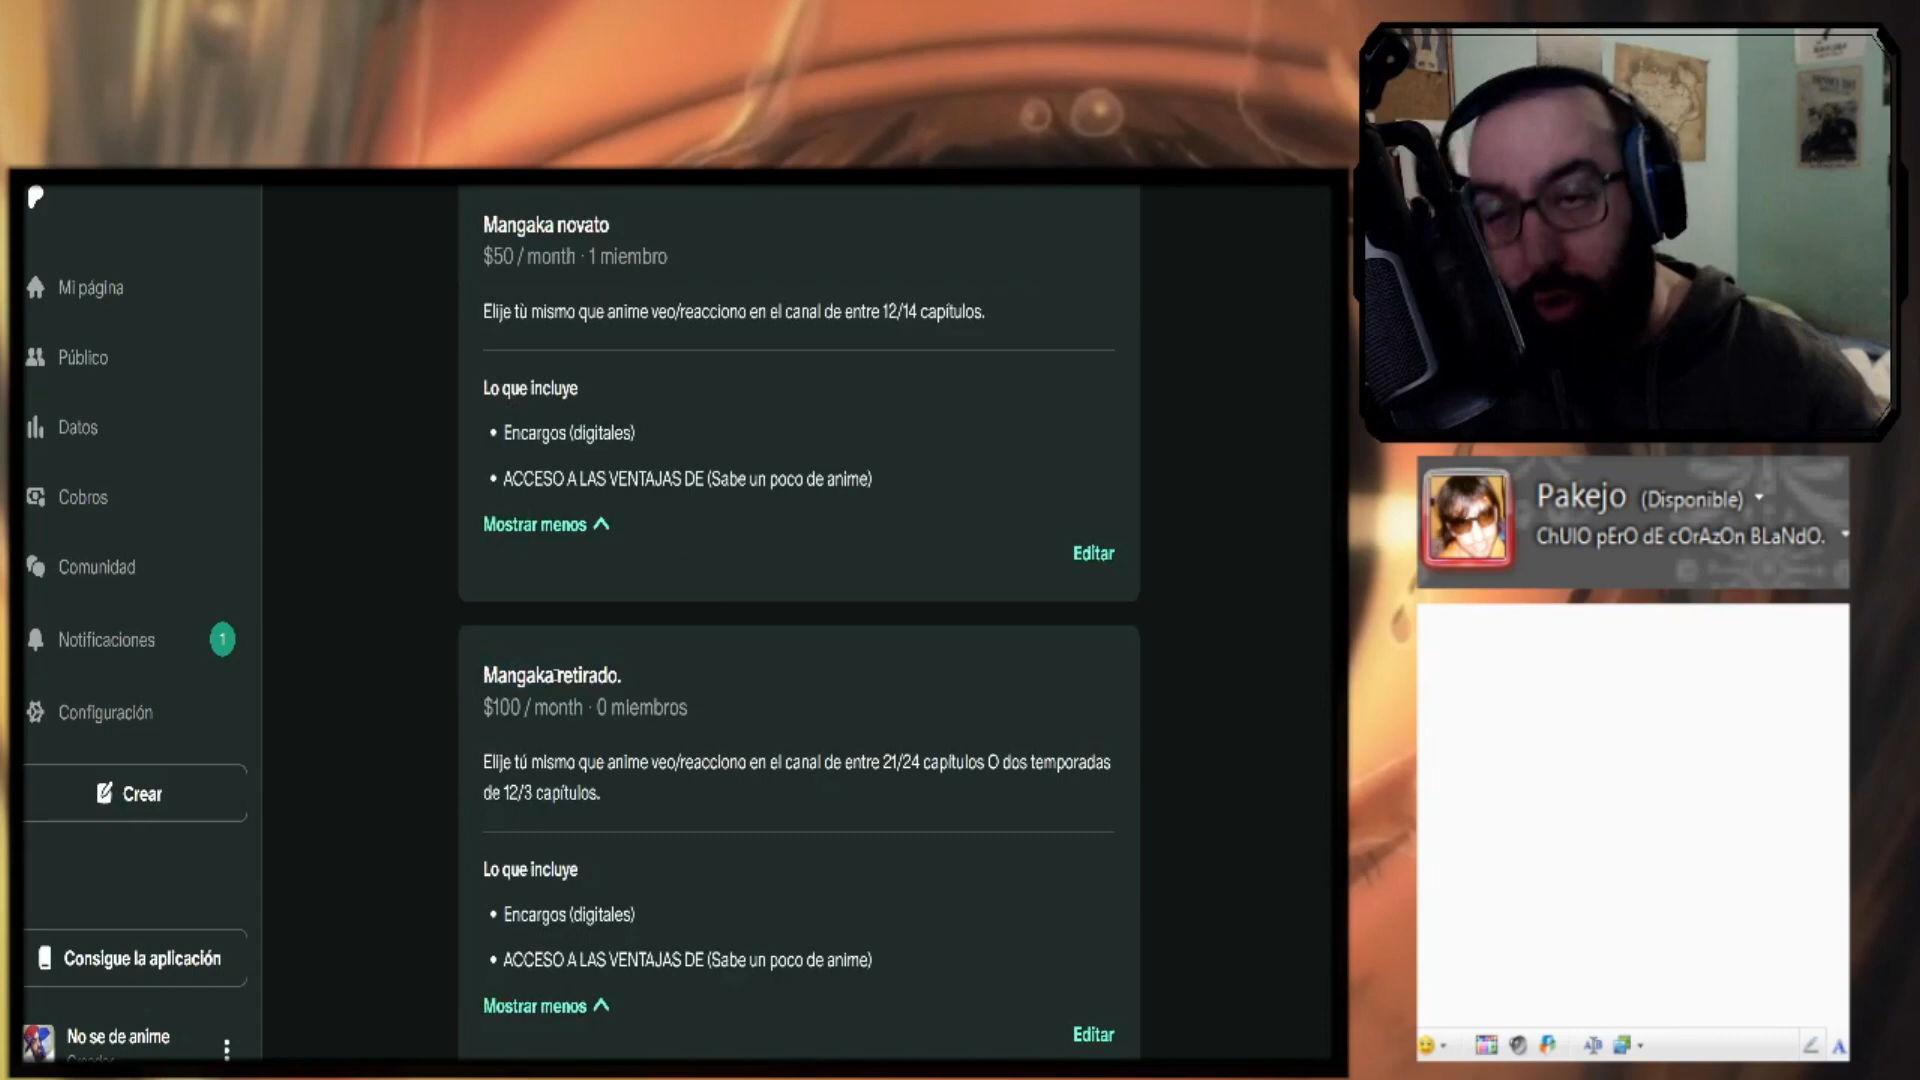 Mi página
Público
Datos
Cobros
Comunidad
Notificaciones 1
Configuración
Crear
Consigue la aplicación
No se de anime
Mangaka novato
$50 / month · 1 miembro
Elije tù mismo que anime veo/reacciono en el canal de entre 12/14 capítulos.
Lo que incluye
• Encargos (digitales)
• ACCESO A LAS VENTAJAS DE (Sabe un poco de anime)
Mostrar menos
Editar
Mangaka retirado.
$100 / month · 0 miembros
Elije tú mismo que anime veo/reacciono en el canal de entre 21/24 capítulos O dos temporadas
de 12/3 capítulos.
Lo que incluye
• Encargos (digitales)
• ACCESO A LAS VENTAJAS DE (Sabe un poco de anime)
Mostrar menos
Editar
Pakejo (Disponible)
ChUlO pErO dE cOrAzOn BLaNdO.